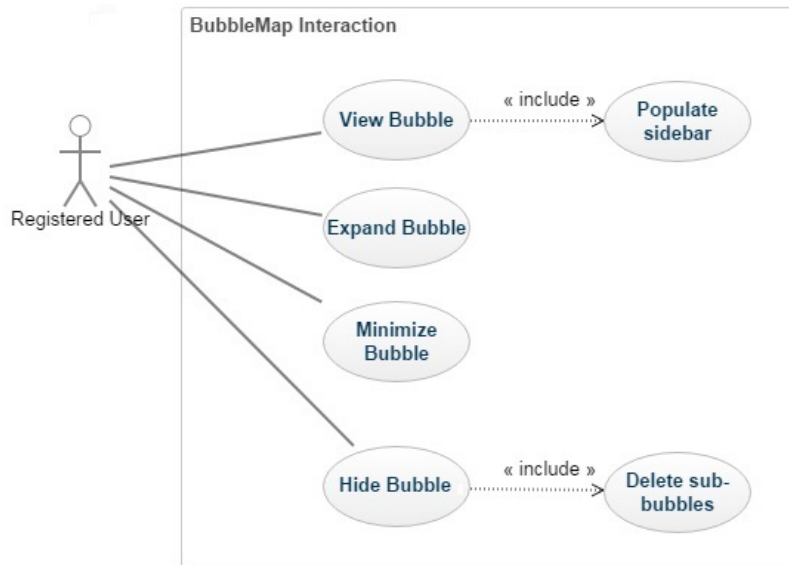 BubbleMap Interaction
View Bubble
« include »
Populate
sidebar
Registered User
Expand Bubble
Minimize
Bubble
Hide Bubble
« include »
Delete sub-
bubbles